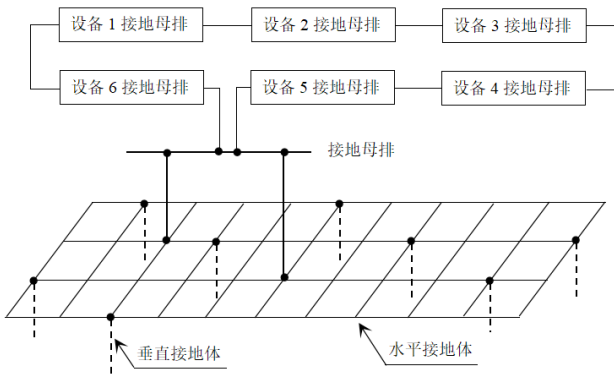 设备 1 接地母排
设备 2 接地母排
设备 3 接地母排
设备 6 接地母排
设备 5 接地母排
设备 4 接地母排
接地母排
垂直接地体
水平接地体